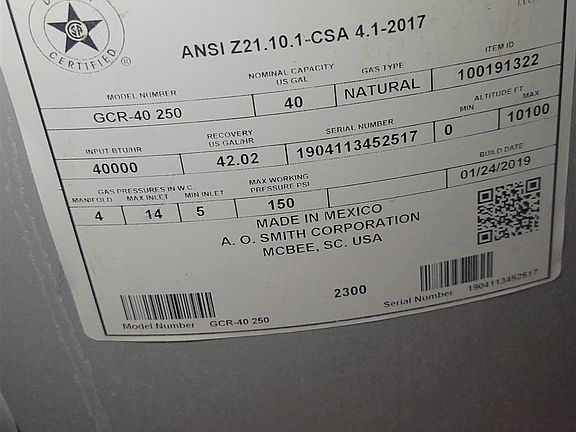 LLC.
CERTIFIED ®
ANSI Z21.10.1-CSA 4.1-2017
MODEL NUMBER NOMINAL CAPACITY US GAL GAS TYPE ITEM ID
GCR-40 250 40 NATURAL 100191322
INPUT BTU/HR RECOVERY US GAL/HR SERIAL NUMBER ALTITUDE FT MIN MAX
40000 42.02 1904113452517 0 10100
GAS PRESSURES IN W.C. MAX WORKING PRESSURE PSI BUILD DATE
MANIFOLD MAX INLET MIN INLET
4 14 5 150 01/24/2019
MADE IN MEXICO
A. O. SMITH CORPORATION
MCBEE, SC. USA
2300
Model Number GCR-40 250 Serial Number 1904113452517